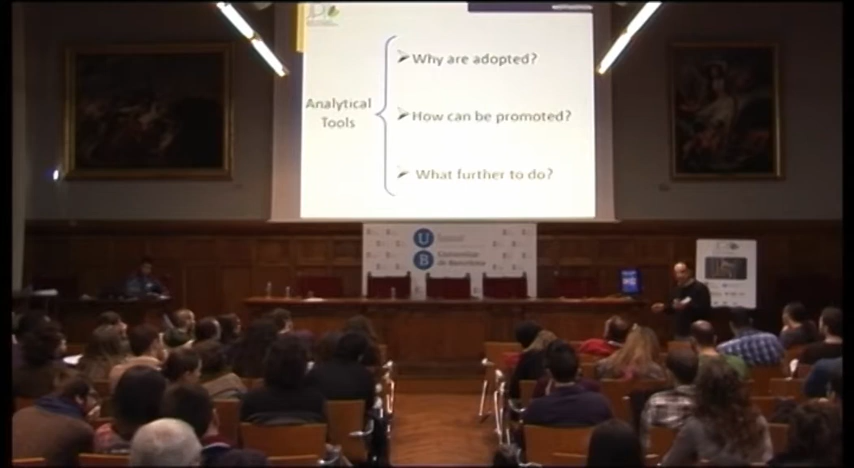 Why are adopted?
Analytical
Tools
How can be promoted?
What further to do?
U
B
Universitat
de Barcelona